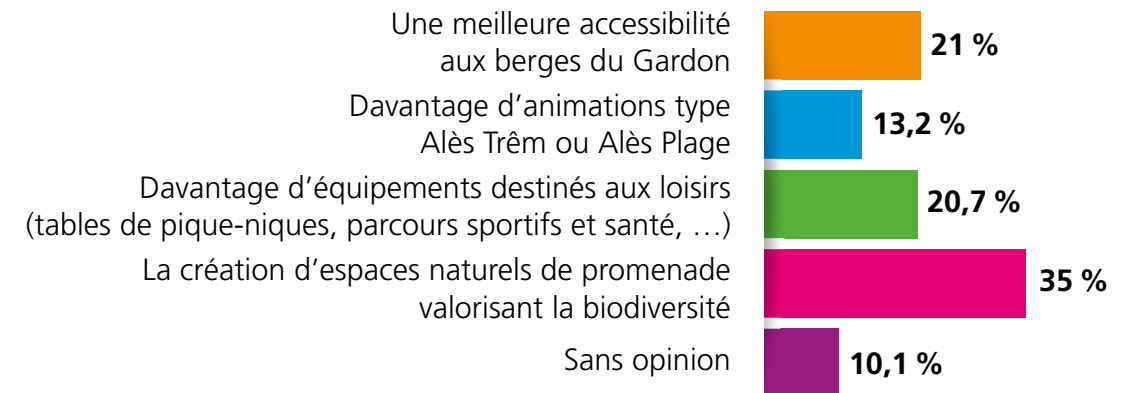 Une meilleure accessibilité
aux berges du Gardon
21 %
Davantage d’animations type
Alès Trêm ou Alès Plage
13,2 %
Davantage d’équipements destinés aux loisirs
(tables de pique-niques, parcours sportifs et santé, …)
20,7 %
La création d’espaces naturels de promenade
valorisant la biodiversité
35 %
Sans opinion
10,1 %